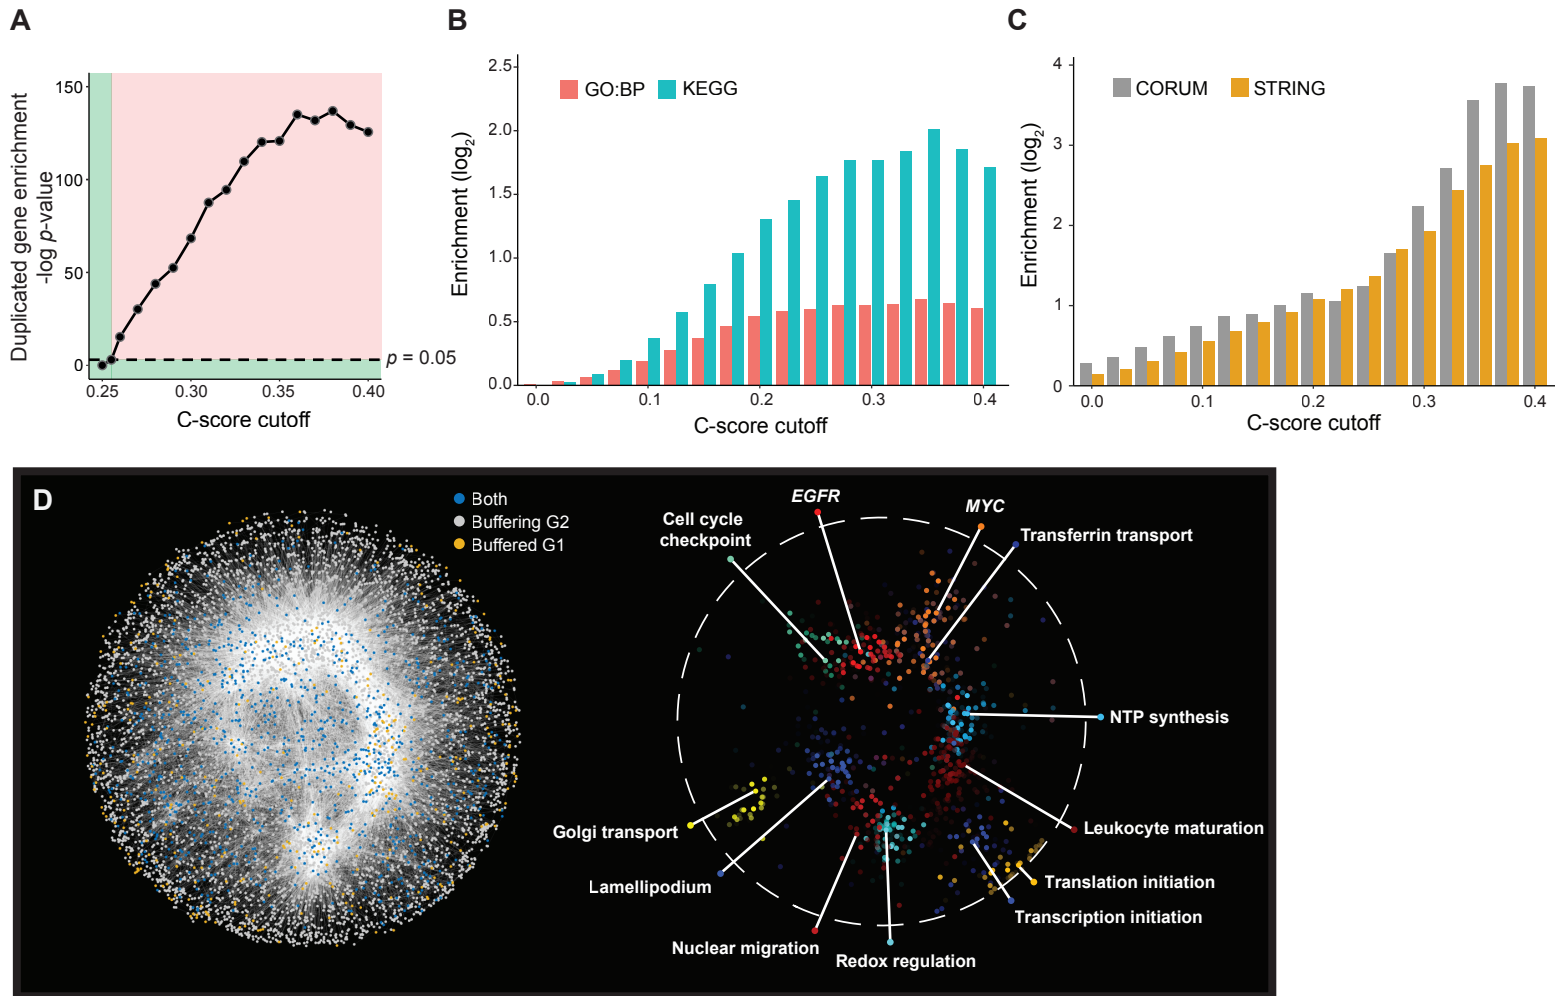 A
Duplicated gene enrichment
-log p-value
150
100
50
0
p = 0.05
0.25
0.30
0.35
0.40
C-score cutoff
B
Enrichment (log2)
2.5
2.0
1.5
1.0
0.5
0.0
GO:BP
KEGG
0.0
0.1
0.2
0.3
0.4
C-score cutoff
C
Enrichment (log2)
4
3
2
1
0
CORUM
STRING
0.0
0.1
0.2
0.3
0.4
C-score cutoff
D
Both
Buffering G2
Buffered G1
EGFR
MYC
Cell cycle
checkpoint
Transferrin transport
NTP synthesis
Golgi transport
Leukocyte maturation
Lamellipodium
Translation initiation
Transcription initiation
Nuclear migration
Redox regulation